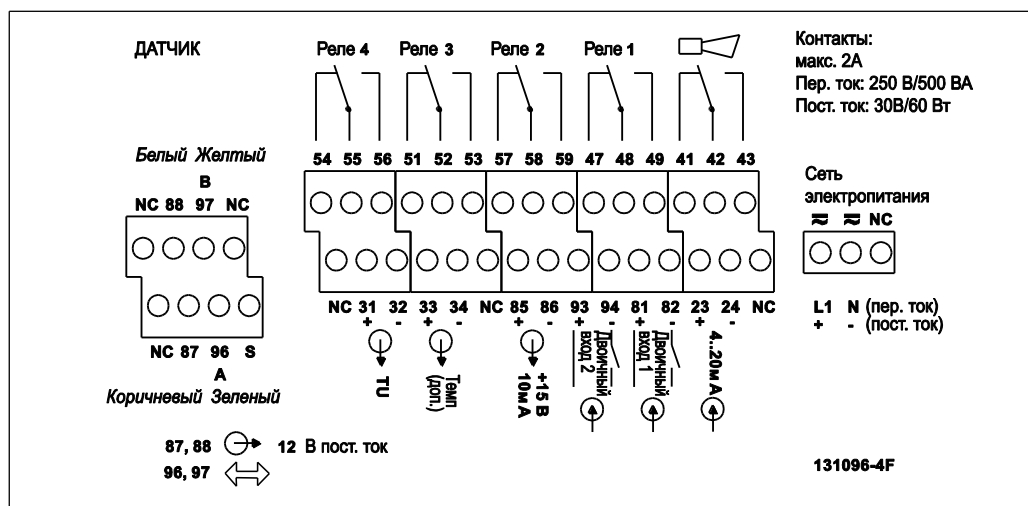 ДАТЧИК
Реле 4 Реле 3 Реле 2 Реле 1
Контакты:
макс. 2А
Пер. ток: 250 В/500 ВА
Пост. ток: 30В/60 Вт
54 55 56 51 52 53 57 58 59 47 48 49 41 42 43
Белый Желтый
B
NC 88 97 NC
Сеть
электропитания
NC
NC 31 32 33 34 NC 85 86 93 94 81 82 23 24 NC
+ - + - + - + + + -
L1 N (пер. ток)
+ - (пост. ток)
NC 87 96 S
A
Коричневый Зеленый
TU
Темп
(доп.)
+15 В
10м А
Двоичный
вход 2
Двоичный
вход 1
4..20м А
87, 88 12 В пост. ток
96, 97
131096-4F